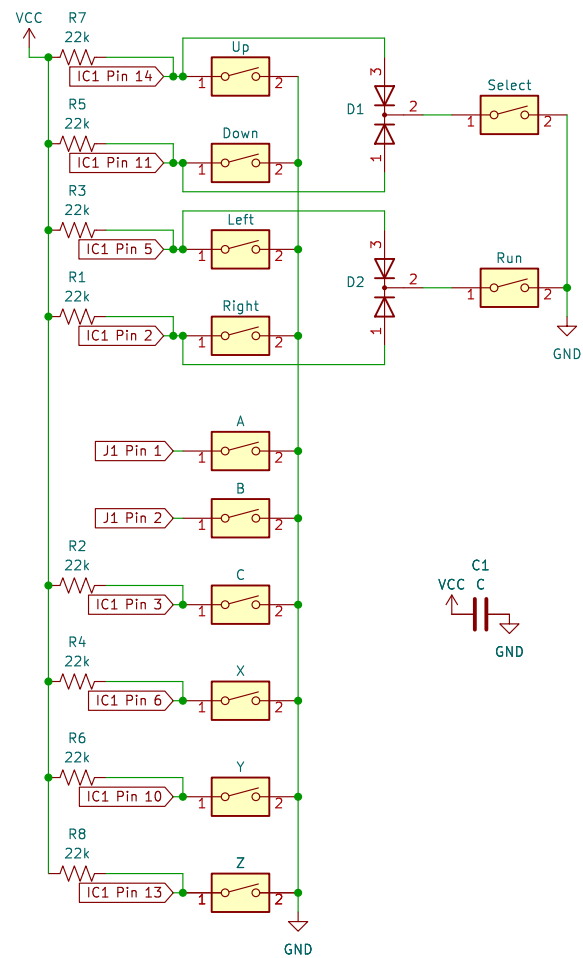 VCC
R7
22k
IC1 Pin 14
1
Up
2
3
D1
2
1
Select
1
2
R5
22k
IC1 Pin 11
1
Down
2
R3
22k
IC1 Pin 5
1
Left
2
3
D2
2
1
Run
1
2
GND
R1
22k
IC1 Pin 2
1
Right
2
J1 Pin 1
1
A
2
J1 Pin 2
1
B
2
R2
22k
IC1 Pin 3
1
C
2
C1
VCC C
GND
R4
22k
IC1 Pin 6
1
X
2
R6
22k
IC1 Pin 10
1
Y
2
R8
22k
IC1 Pin 13
1
Z
2
GND